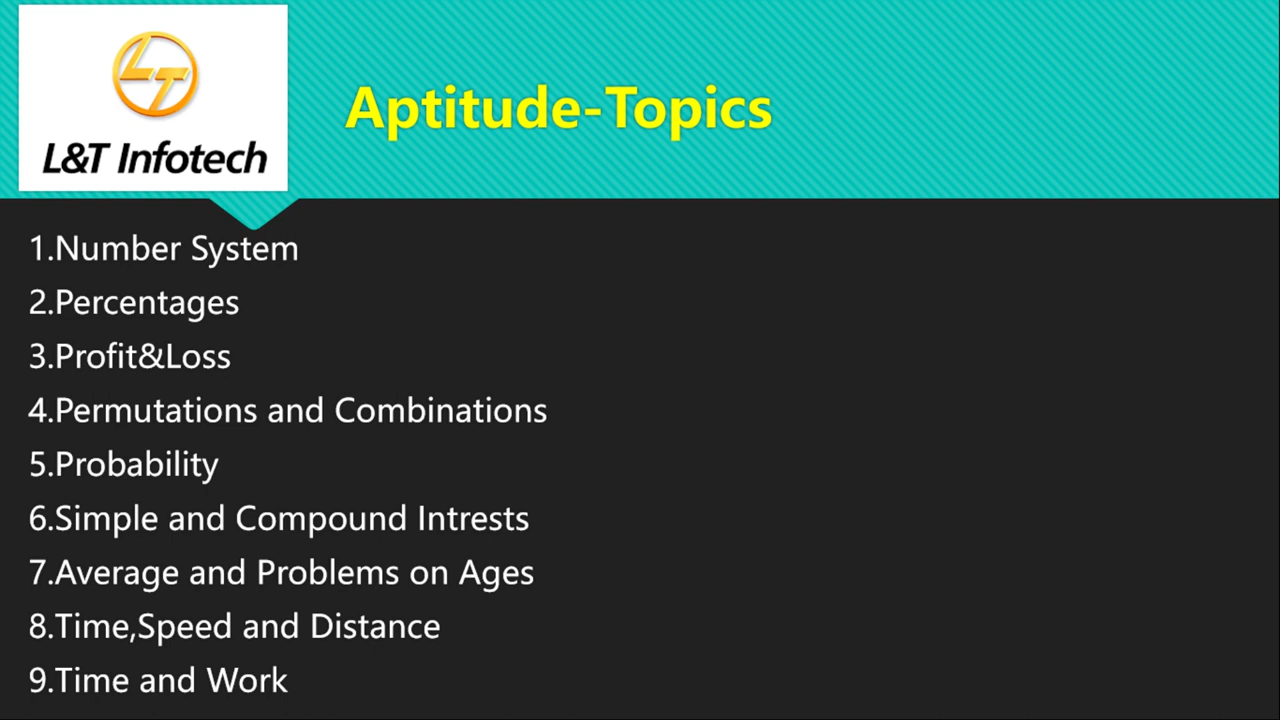 LT
L&T Infotech
Aptitude-Topics
1.Number System
2.Percentages
3.Profit&Loss
4.Permutations and Combinations
5.Probability
6.Simple and Compound Intrests
7.Average and Problems on Ages
8.Time,Speed and Distance
9.Time and Work